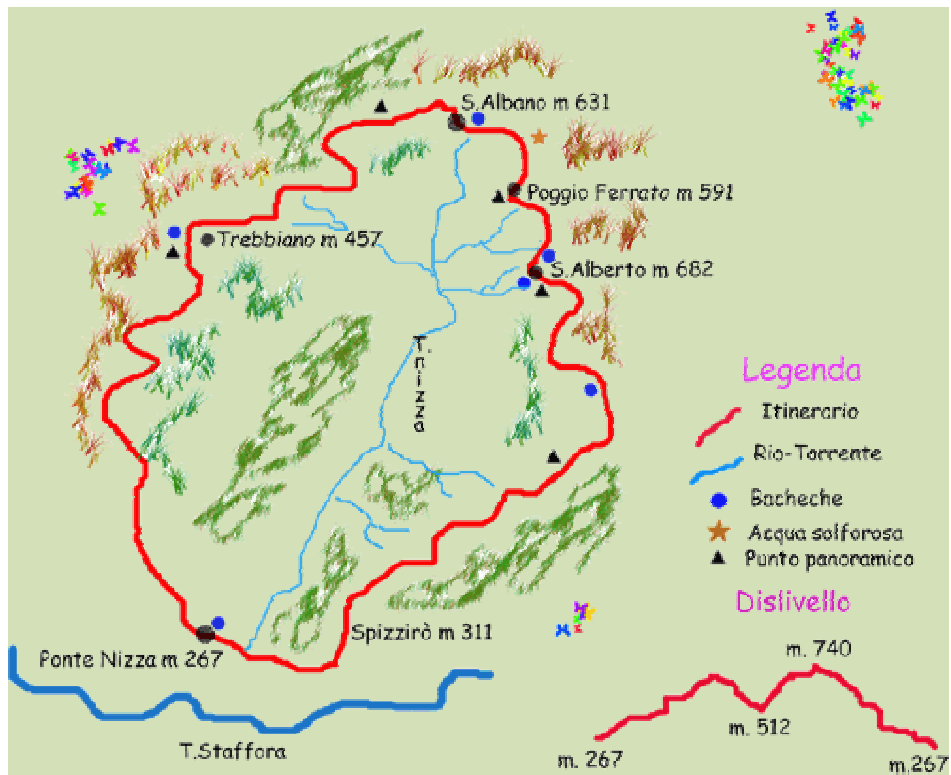 S.Albano m 631
Poggio Ferrato m 591
Trebbiano m 457
S.Alberto m 682
T.nizza
Legenda
Itinerario
Rio-Torrente
Bacheche
Acqua solforosa
Punto panoramico
Dislivello
Spizzirò m 311
Ponte Nizza m 267
T.Staffora
m. 740
m. 512
m. 267
m.267